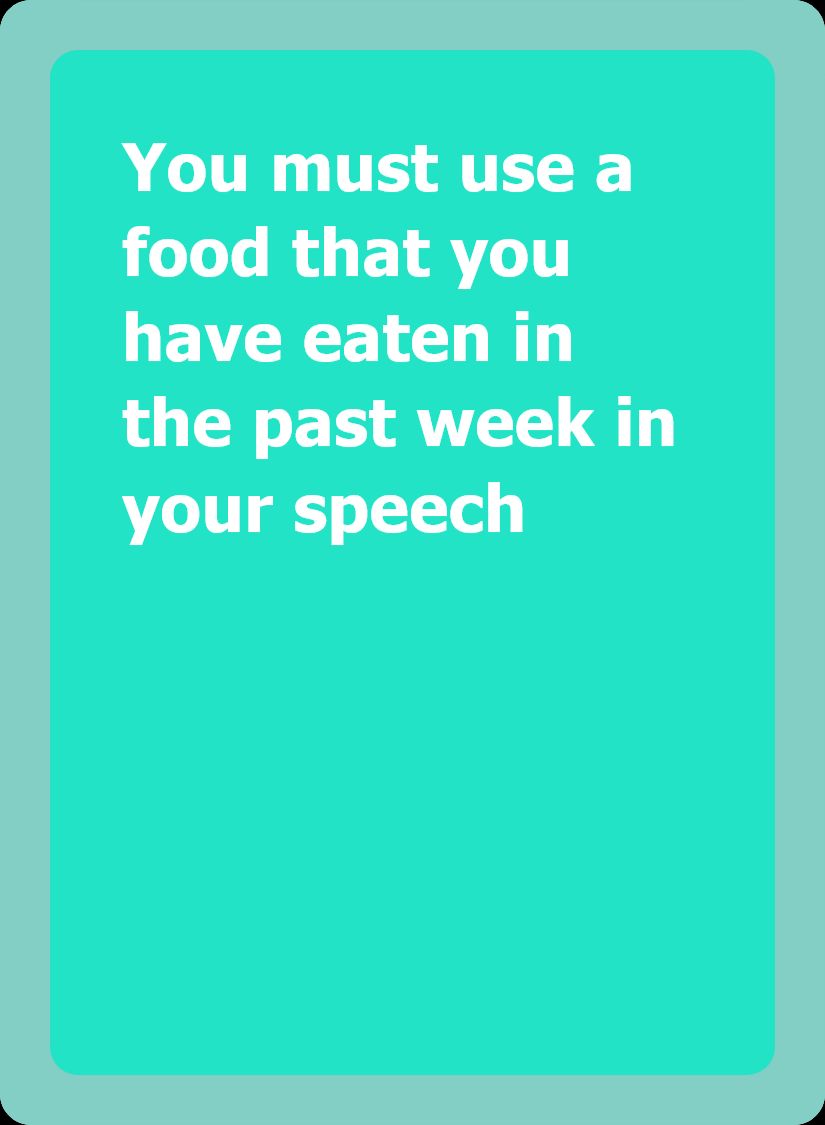 You must use a
food that you
have eaten in
the past week in
your speech